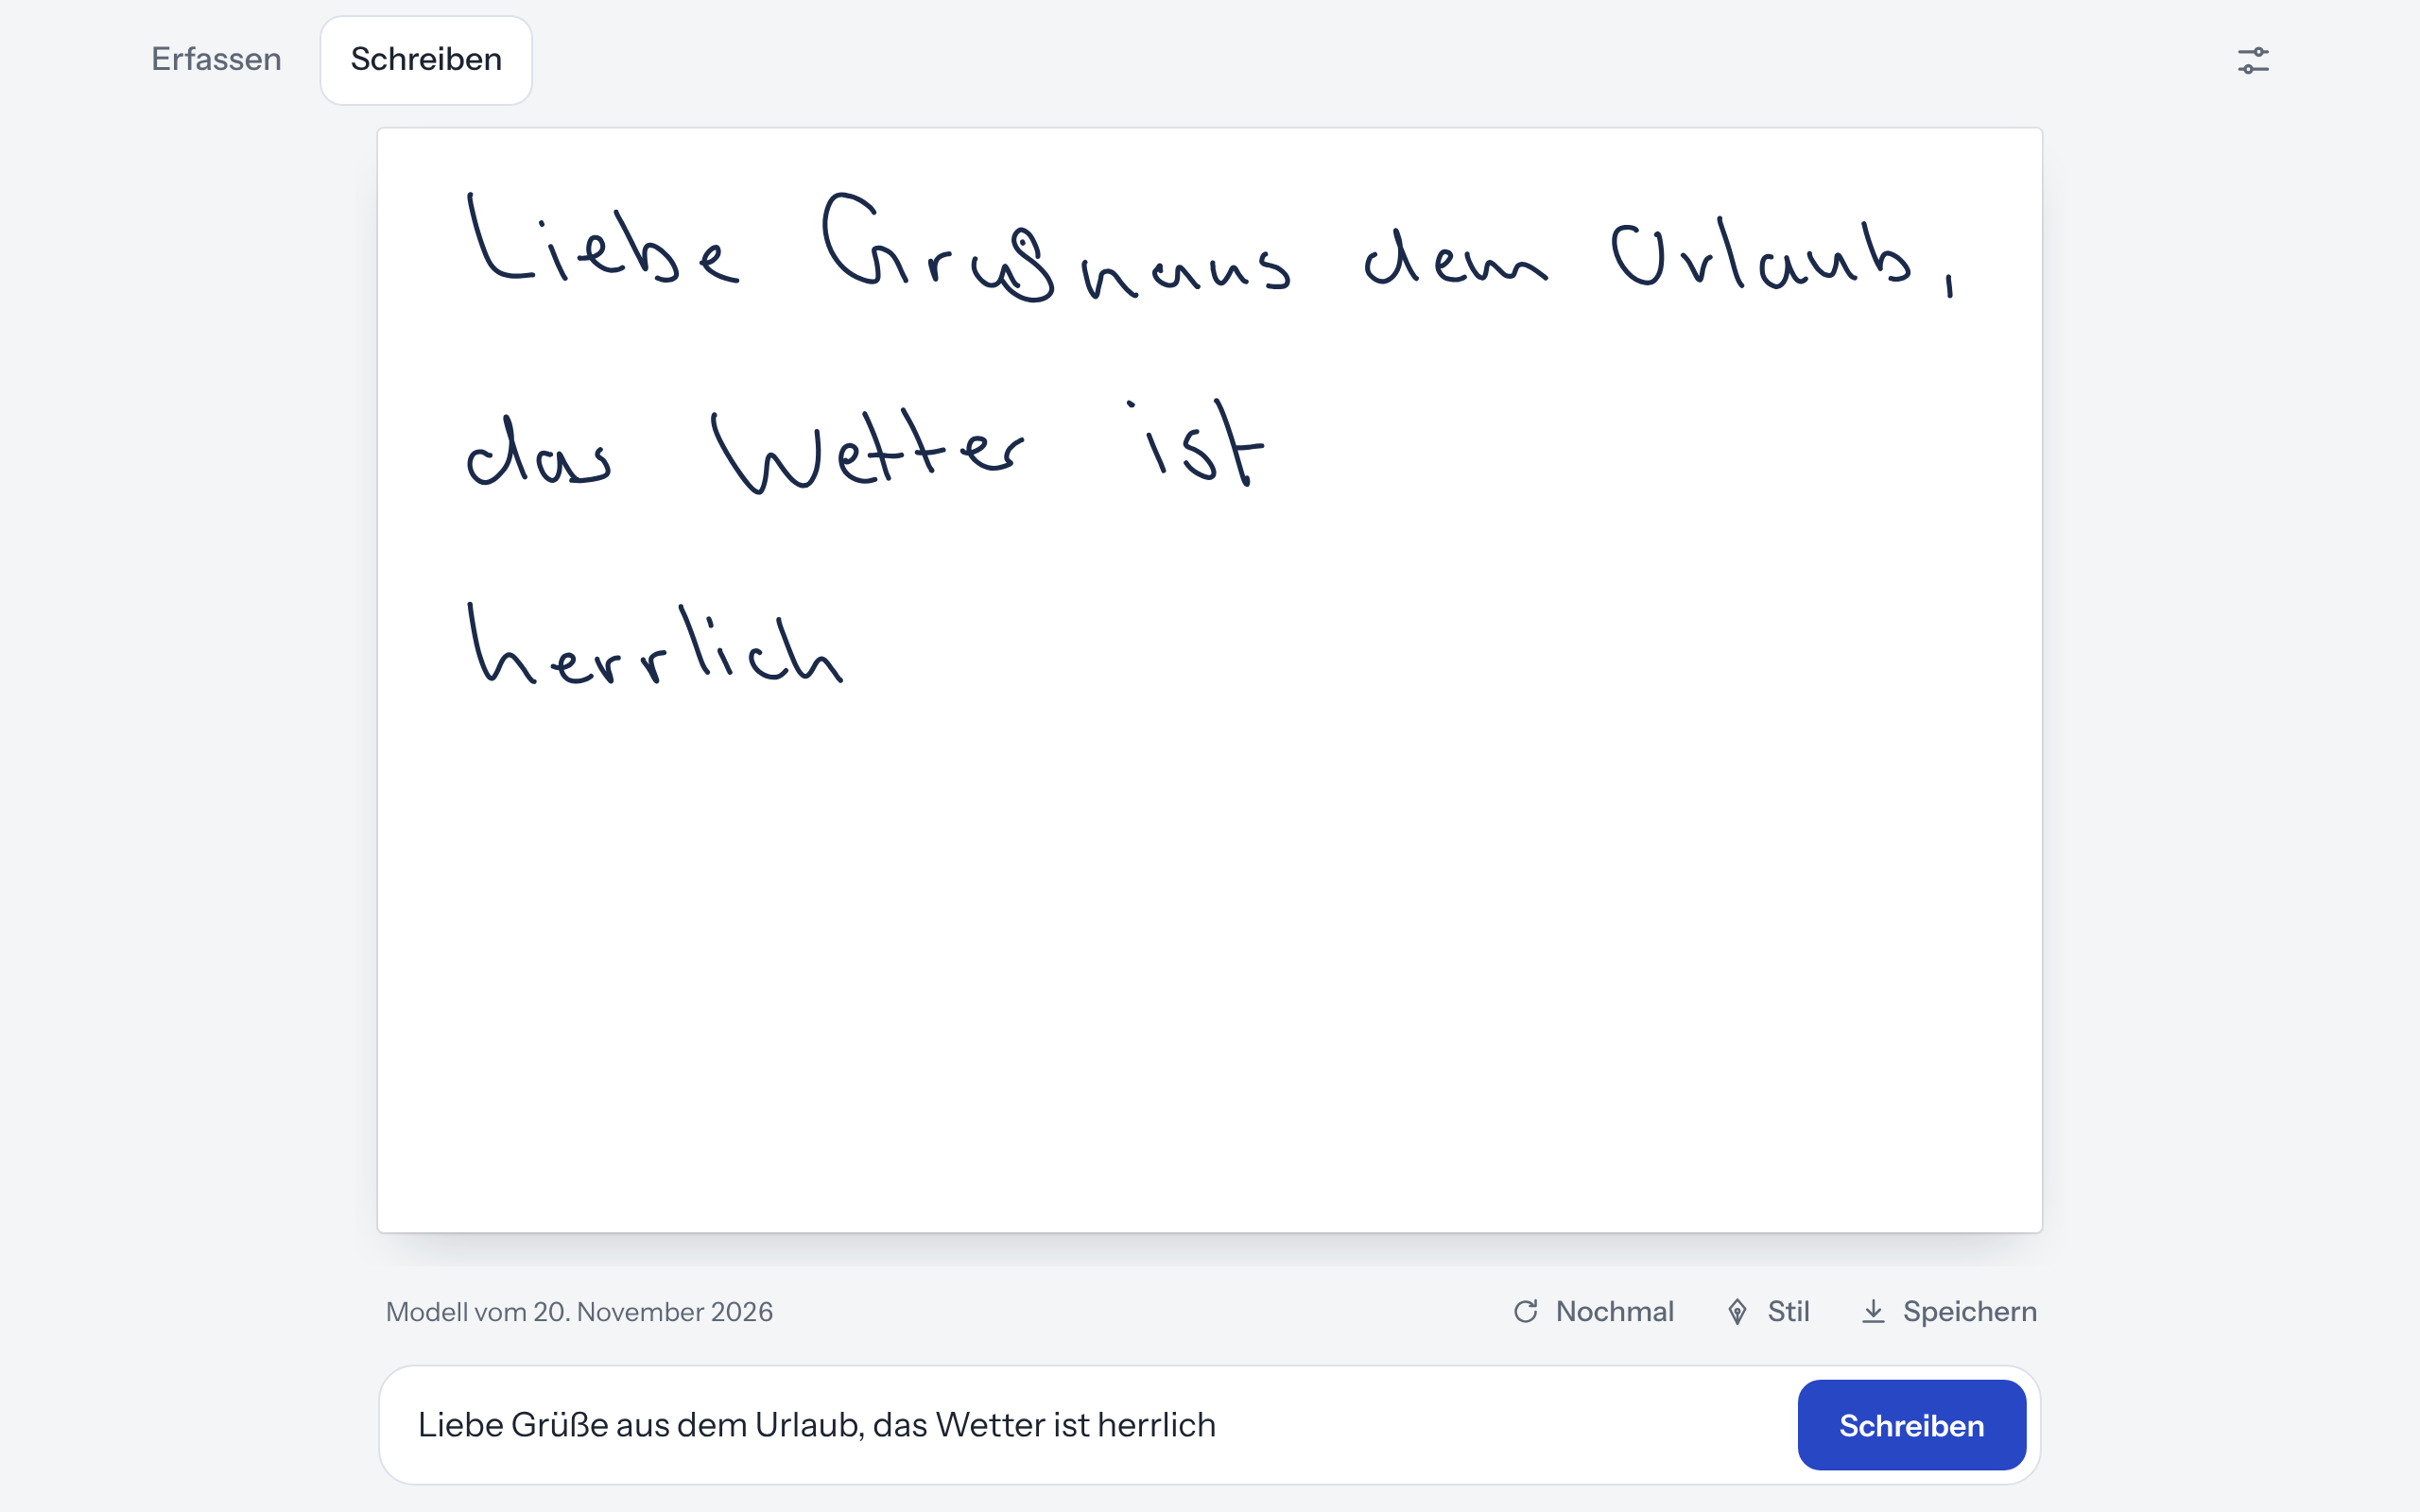 Erfassen Schreiben
Liebe dem Urlaub,
das Wetter ist
herrlich
Modell vom 20. November 2026 Nochmal Stil Speichern
Liebe Grüße aus dem Urlaub, das Wetter ist herrlich Schreiben